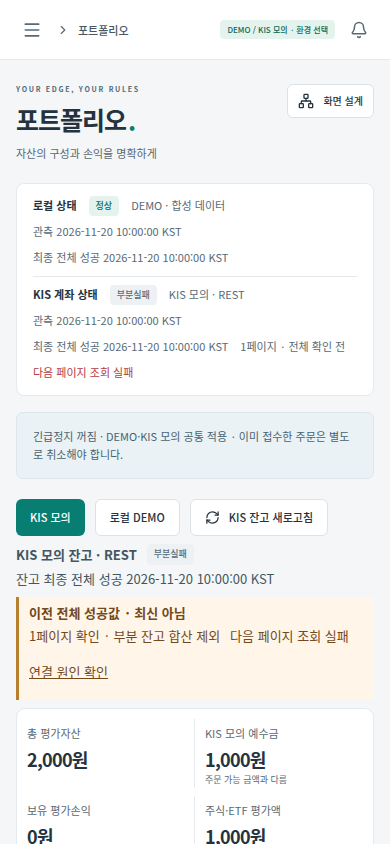 포트폴리오
DEMO / KIS 모의 · 환경 선택
YOUR EDGE, YOUR RULES
포트폴리오.
화면 설계
자산의 구성과 손익을 명확하게
로컬 상태 정상 DEMO · 합성 데이터
관측 2026-11-20 10:00:00 KST
최종 전체 성공 2026-11-20 10:00:00 KST
KIS 계좌 상태 부분실패 KIS 모의 · REST
관측 2026-11-20 10:00:00 KST
최종 전체 성공 2026-11-20 10:00:00 KST 1페이지 · 전체 확인 전
다음 페이지 조회 실패
긴급정지 꺼짐 · DEMO·KIS 모의 공통 적용 · 이미 접수한 주문은 별도
로 취소해야 합니다.
KIS 모의 로컬 DEMO KIS 잔고 새로고침
KIS 모의 잔고 · REST 부분실패
잔고 최종 전체 성공 2026-11-20 10:00:00 KST
이전 전체 성공값 · 최신 아님
1페이지 확인 · 부분 잔고 합산 제외 다음 페이지 조회 실패
연결 원인 확인
총 평가자산 KIS 모의 예수금
2,000원 1,000원
주문 가능 금액과 다름
보유 평가손익 주식·ETF 평가액
0원 1,000원